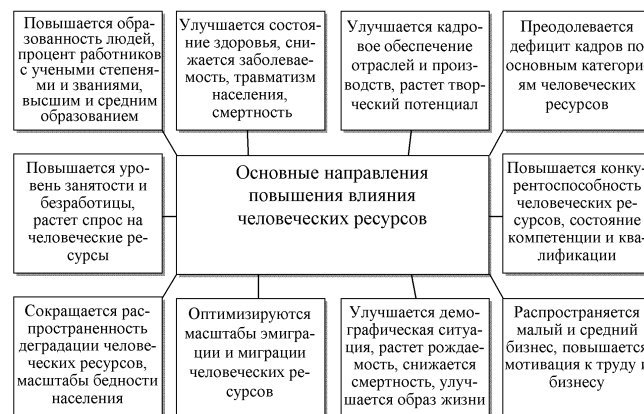 Повышается обра-
зованность людей,
процент работников
с учеными степеня-
ми и званиями,
высшим и средним
образованием
Улучшается состоя-
ние здоровья, сни-
жается заболевае-
мость, травматизм
населения,
смертность
Улучшается кадро-
вое обеспечение
отраслей и произ-
водств, растет твор-
ческий потенциал
Преодолевается
дефицит кадров по
основным категори-
ям человеческих
ресурсов
Повышается уро-
вень занятости и
безработицы,
растет спрос на
человеческие ре-
сурсы
Основные направления
повышения влияния
человеческих ресурсов
Повышается конку-
рентоспособность
человеческих ре-
сурсов, состояние
компетенции и ква-
лификации
Сокращается рас-
пространенность
деградации челове-
ческих ресурсов,
масштабы бедности
населения
Оптимизируются
масштабы эмигра-
ции и миграции
человеческих ре-
сурсов
Улучшается демо-
графическая ситуа-
ция, растет рождае-
мость, снижается
смертность, улуч-
шается образ жизни
Распространяется
малый и средний
бизнес, повышается
мотивация к труду и
бизнесу